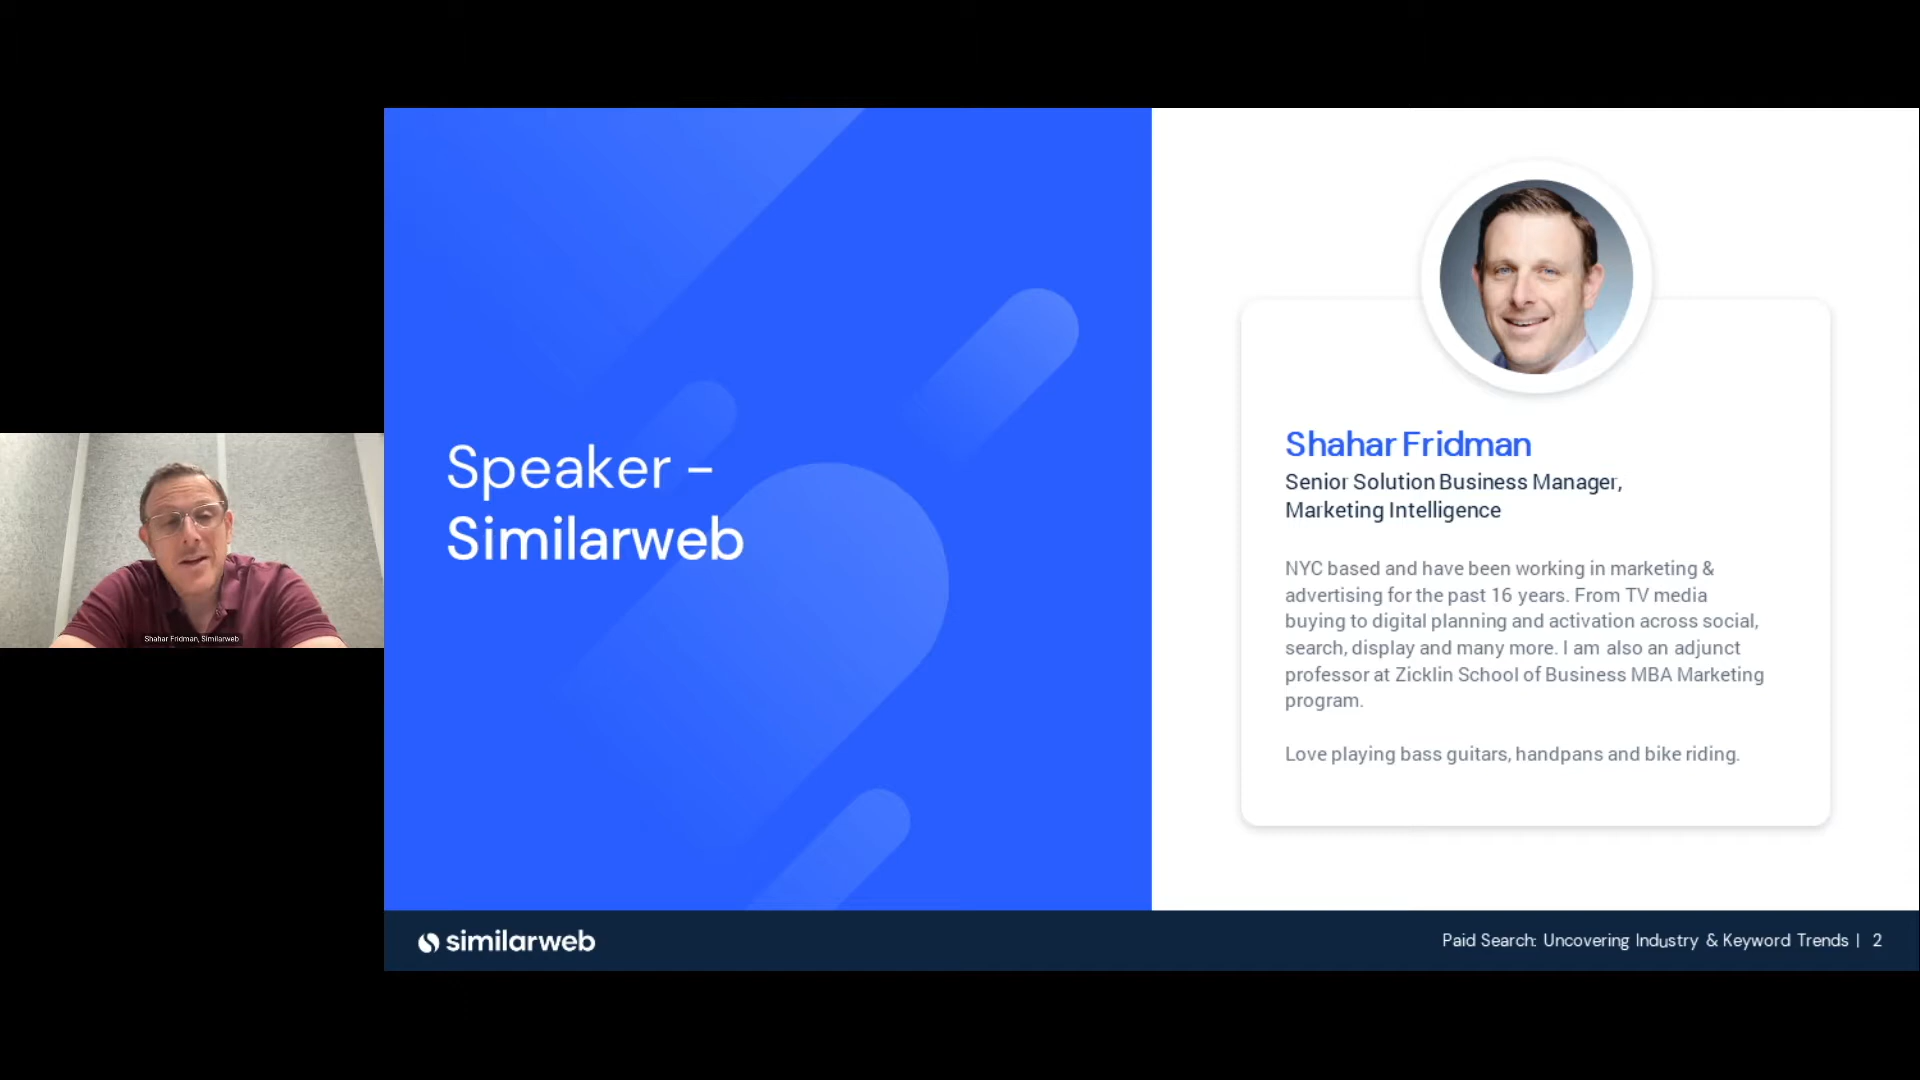 Speaker –
Similarweb
Shahar Fridman
Senior Solution Business Manager,
Marketing Intelligence
NYC based and have been working in marketing &
advertising for the past 16 years. From TV media
buying to digital planning and activation across social,
search, display and many more. I am also an adjunct
professor at Zicklin School of Business MBA Marketing
program.
Love playing bass guitars, handpans and bike riding.
Shahar Fridman, Similarweb
similarweb
Paid Search: Uncovering Industry & Keyword Trends | 2